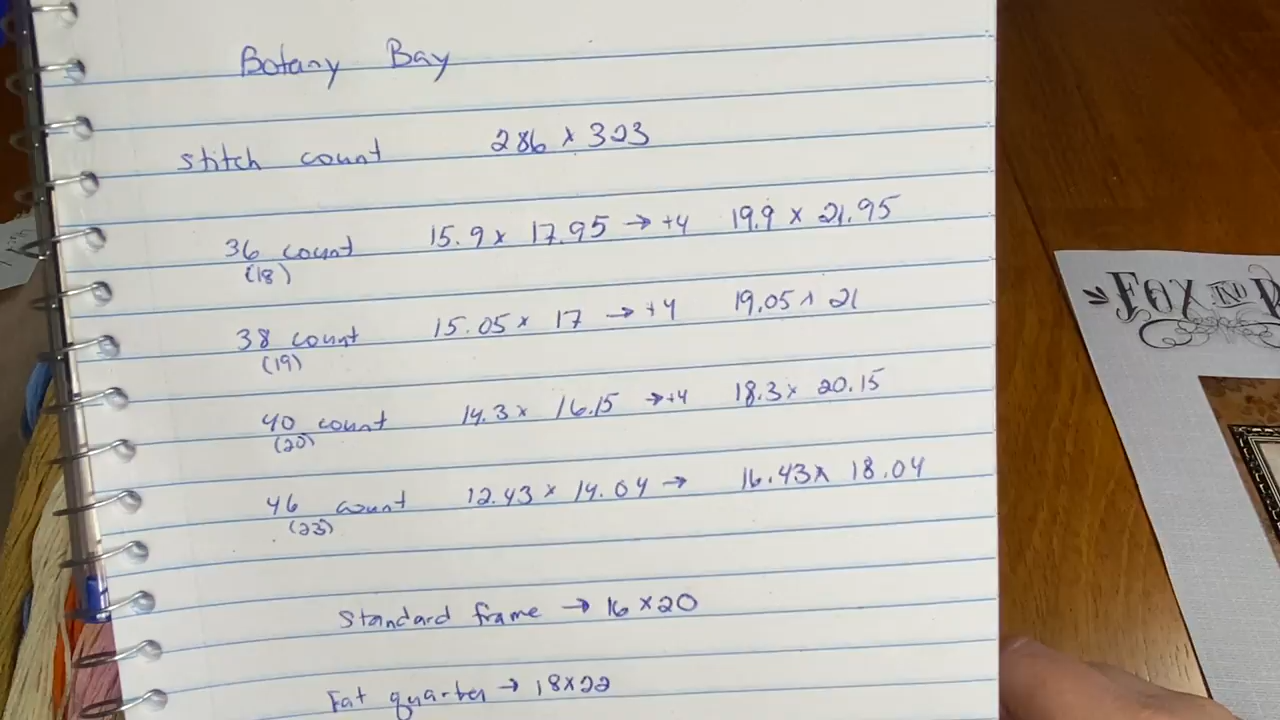 Botany Bay
Stitch count 286 x 323
36 count 15.9 x 17.95 → +4 19.9 x 21.95
(18)
38 count 15.05 x 17 → +4 19.05 x 21
(19)
40 count 14.3 x 16.15 → +4 18.3 x 20.15
(20)
46 count 12.43 x 14.04 → 16.43 x 18.04
(23)
Standard frame → 16 x 20
Fat quarter → 18 x 22
FOX AND